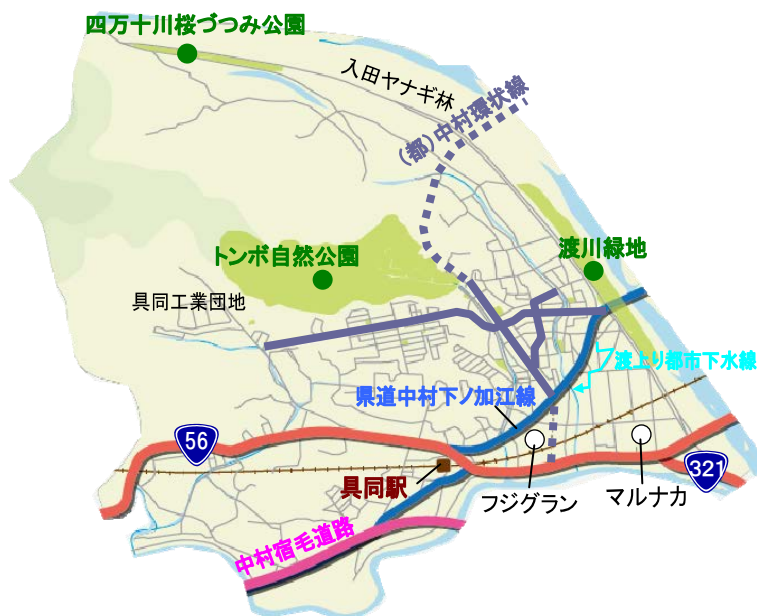 四万十川桜づつみ公園
入田ヤナギ林
(都)中村環状線
トンボ自然公園
渡川緑地
具同工業団地
渡上り都市下水線
県道中村下ノ加江線
56
具同駅
フジグラン
マルナカ
321
中村宿毛道路